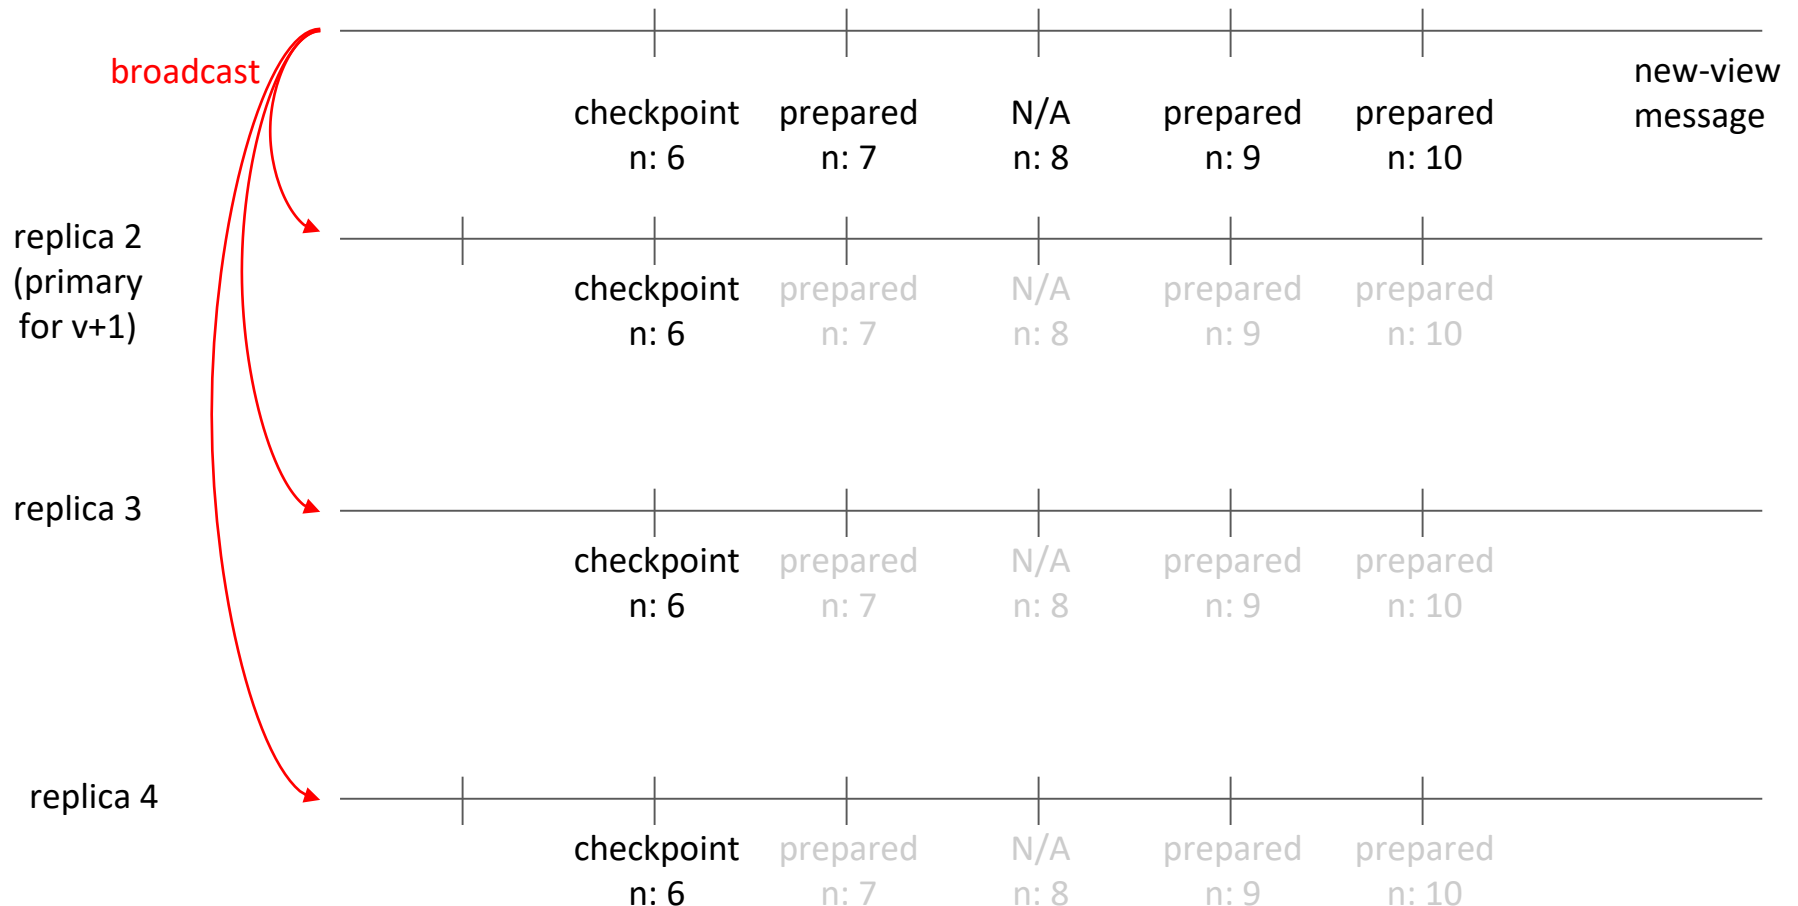 broadcast
new-view
message
checkpoint prepared N/A prepared prepared
n: 6 n: 7 n: 8 n: 9 n: 10
replica 2
(primary
for v+1)
checkpoint prepared N/A prepared prepared
n: 6 n: 7 n: 8 n: 9 n: 10
replica 3
checkpoint prepared N/A prepared prepared
n: 6 n: 7 n: 8 n: 9 n: 10
replica 4
checkpoint prepared N/A prepared prepared
n: 6 n: 7 n: 8 n: 9 n: 10